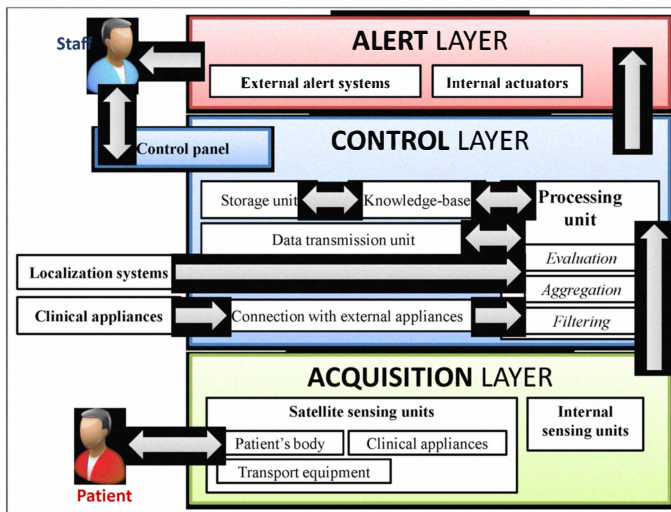 Staff
ALERT LAYER
External alert systems
Internal actuators
Control panel
CONTROL LAYER
Storage unit
Knowledge-base
Processing
unit
Data transmission unit
Evaluation
Localization systems
Aggregation
Clinical appliances
Connection with external appliances
Filtering
ACQUISITION LAYER
Satellite sensing units
Internal
sensing units
Patient's body
Clinical appliances
Transport equipment
Patient